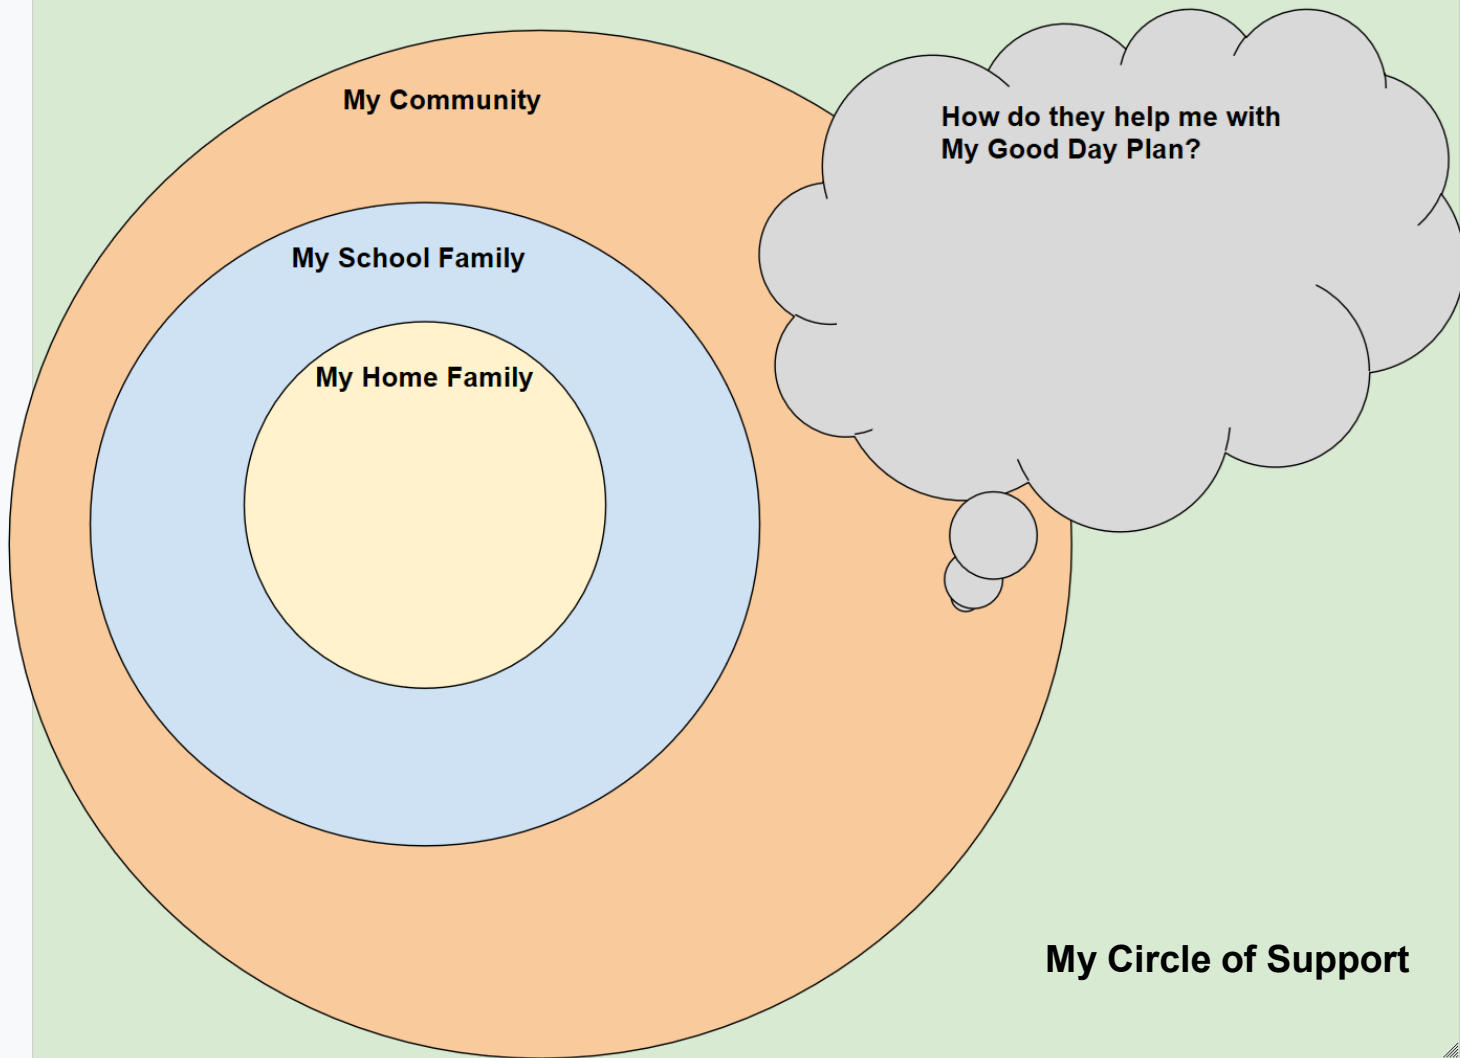 My Community
How do they help me with
My Good Day Plan?
My School Family
My Home Family
My Circle of Support